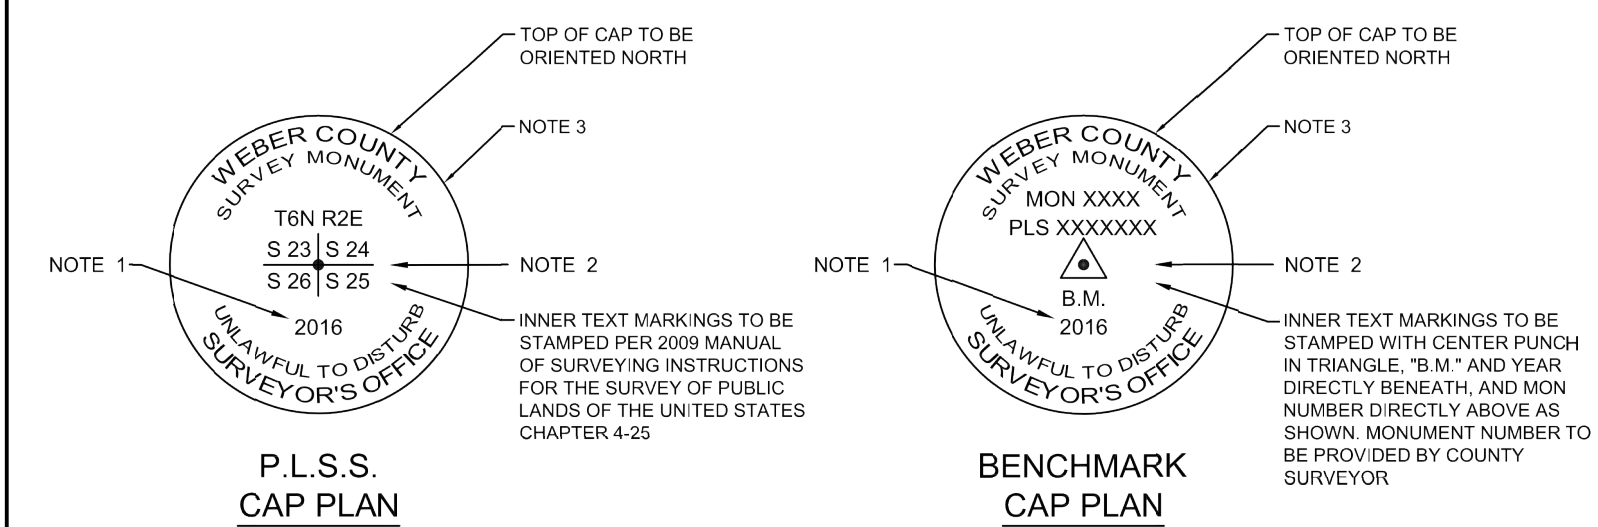 TOP OF CAP TO BE
ORIENTED NORTH
NOTE 3
WEBER COUNTY
SURVEY MONUMENT
T6N R2E
S 23 S 24
S 26 S 25
2016
UNLAWFUL TO DISTURB
SURVEYOR'S OFFICE
NOTE 1
NOTE 2
INNER TEXT MARKINGS TO BE
STAMPED PER 2009 MANUAL
OF SURVEYING INSTRUCTIONS
FOR THE SURVEY OF PUBLIC
LANDS OF THE UNITED STATES
CHAPTER 4-25
P.L.S.S.
CAP PLAN
TOP OF CAP TO BE
ORIENTED NORTH
NOTE 3
WEBER COUNTY
SURVEY MONUMENT
MON XXXX
PLS XXXXXXX
B.M.
2016
UNLAWFUL TO DISTURB
SURVEYOR'S OFFICE
NOTE 1
NOTE 2
INNER TEXT MARKINGS TO BE
STAMPED WITH CENTER PUNCH
IN TRIANGLE, "B.M." AND YEAR
DIRECTLY BENEATH, AND MON
NUMBER DIRECTLY ABOVE AS
SHOWN. MONUMENT NUMBER TO
BE PROVIDED BY COUNTY
SURVEYOR
BENCHMARK
CAP PLAN